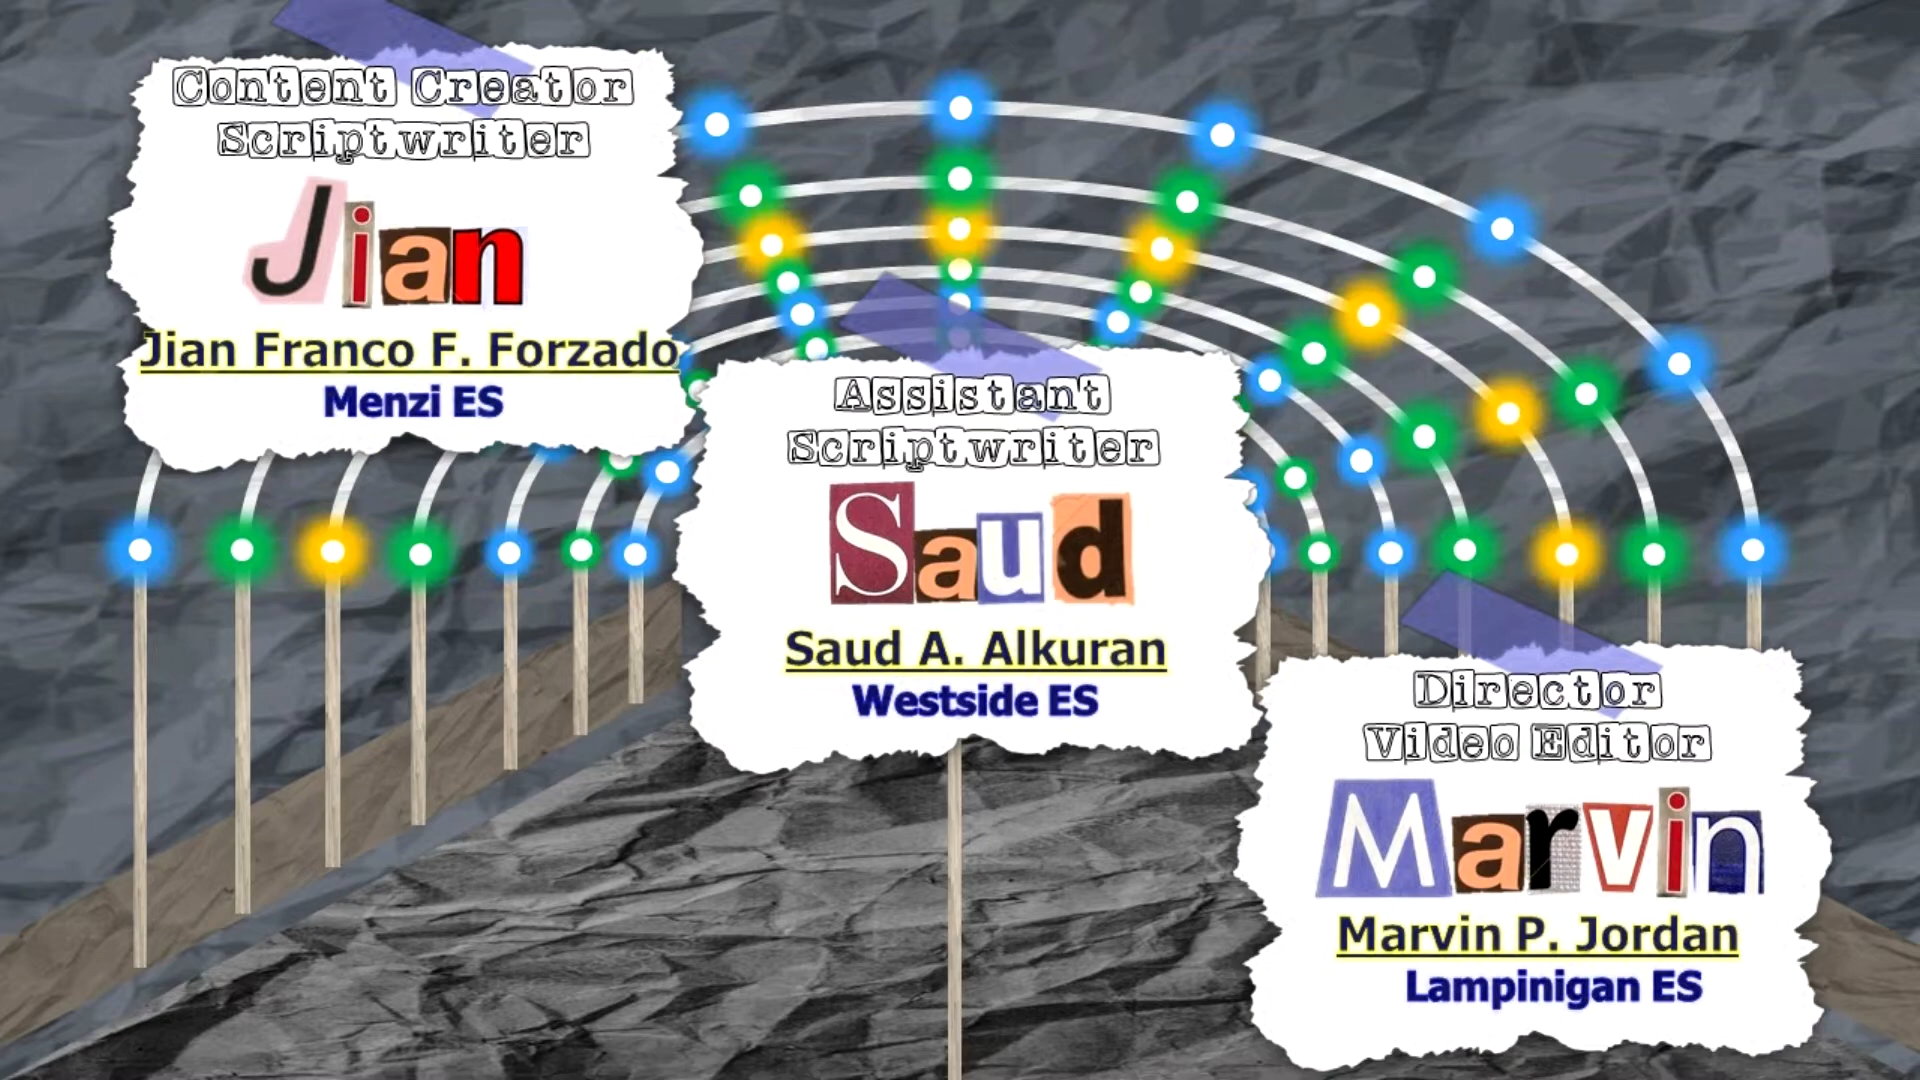 Content Creator
Scriptwriter
Jian
Jian Franco F. Forzado
Menzi ES
Assistant
Scriptwriter
Saud
Saud A. Alkuran
Westside ES
Director
Video Editor
Marvin
Marvin P. Jordan
Lampinigan ES